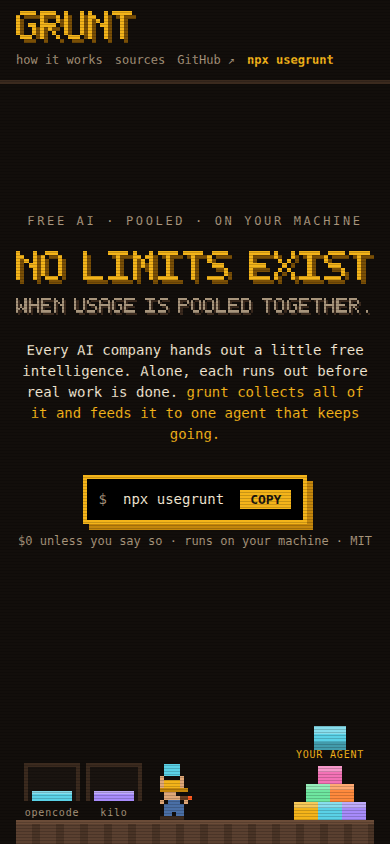 GRUNT
how it works sources GitHub ↗ npx usegrunt
FREE AI · POOLED · ON YOUR MACHINE
NO LIMITS EXIST
WHEN USAGE IS POOLED TOGETHER.
Every AI company hands out a little free
intelligence. Alone, each runs out before
real work is done. grunt collects all of
it and feeds it to one agent that keeps
going.
$ npx usegrunt COPY
$0 unless you say so · runs on your machine · MIT
YOUR AGENT
opencode kilo